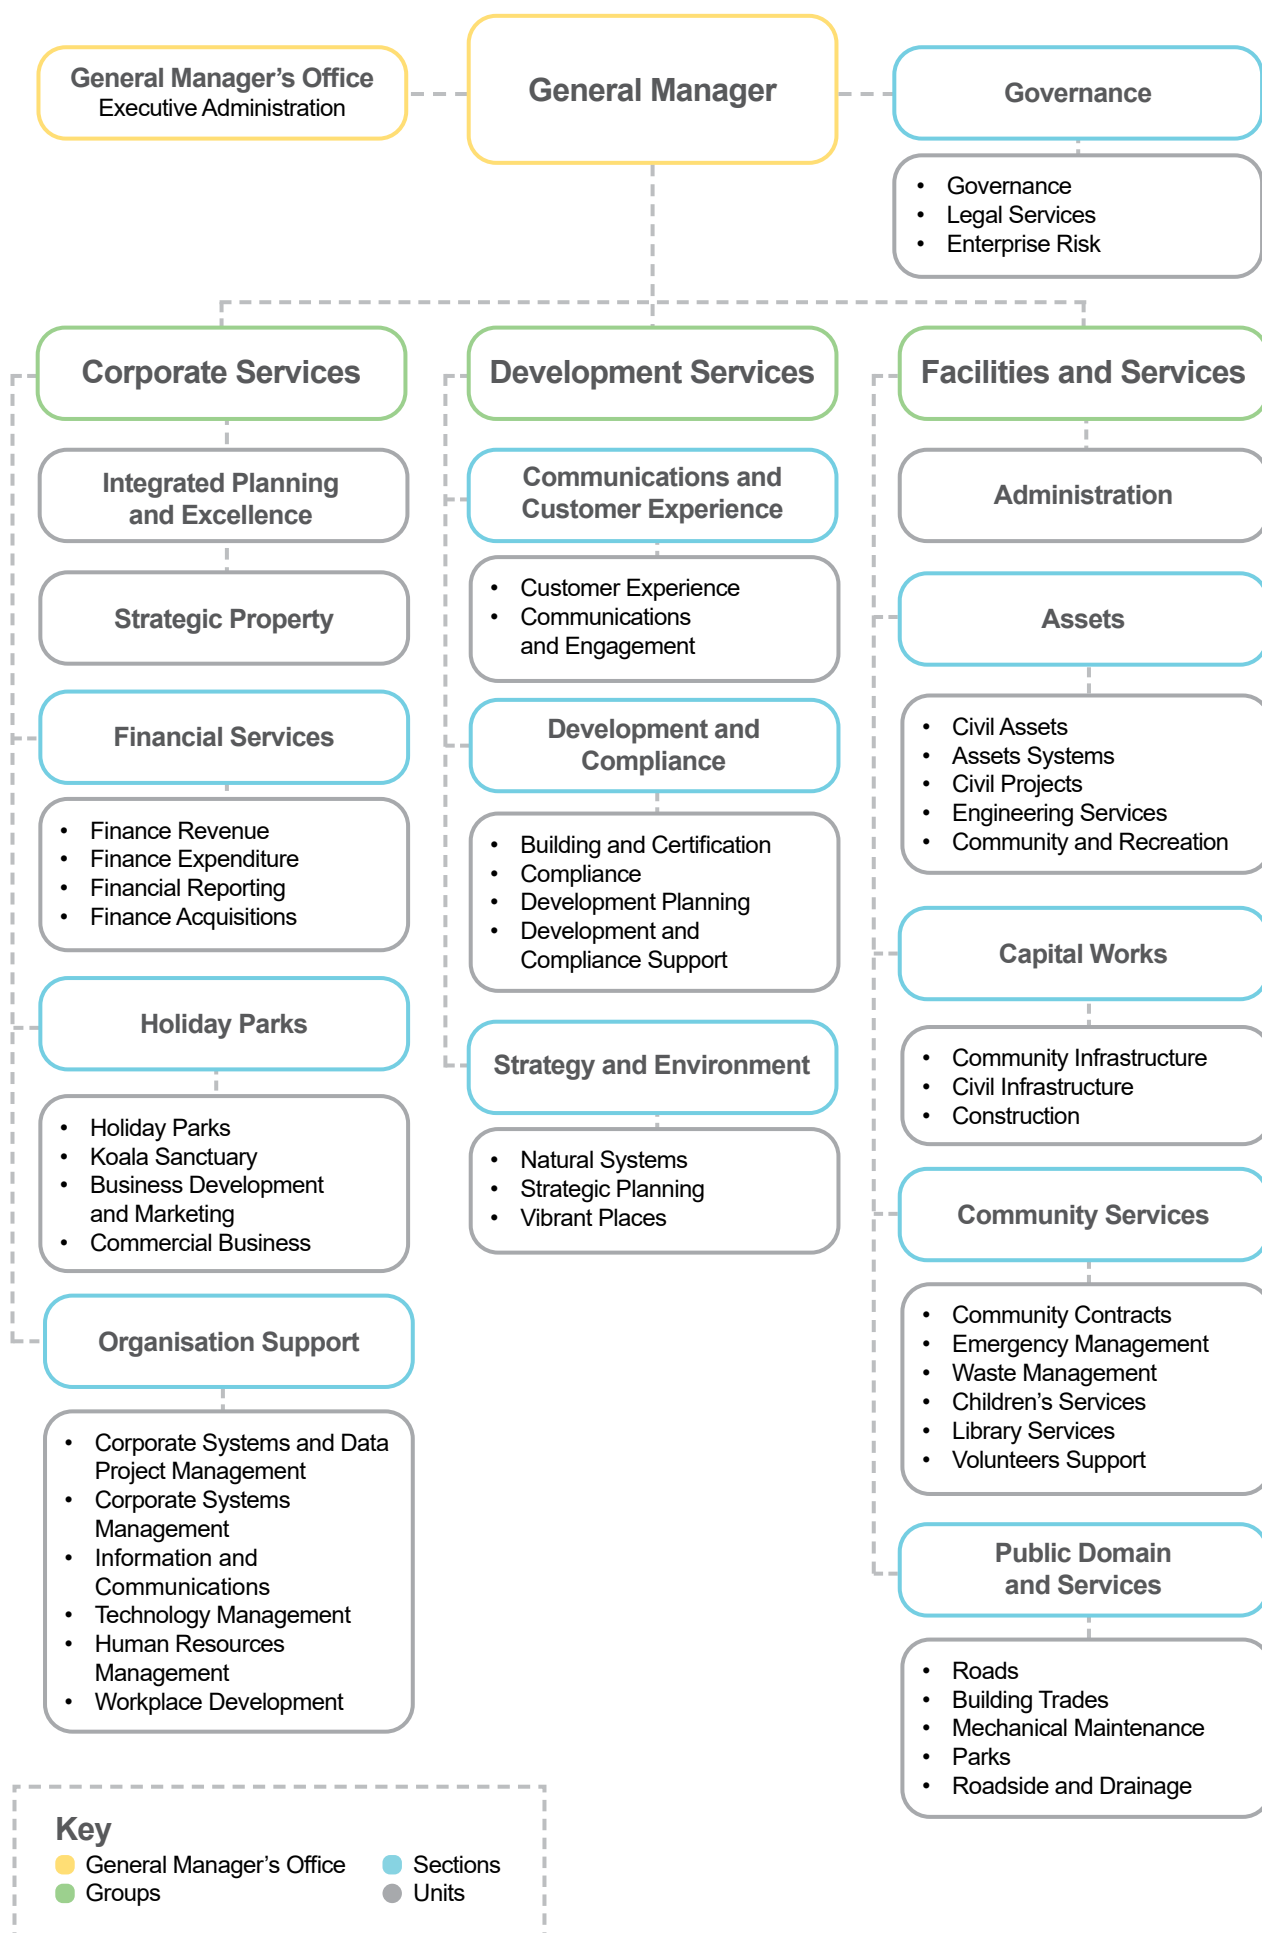 General Manager's Office
Executive Administration
General Manager
Governance
• Governance
• Legal Services
• Enterprise Risk
Corporate Services
Integrated Planning
and Excellence
Strategic Property
Financial Services
• Finance Revenue
• Finance Expenditure
• Financial Reporting
• Finance Acquisitions
Holiday Parks
• Holiday Parks
• Koala Sanctuary
• Business Development
and Marketing
• Commercial Business
Organisation Support
• Corporate Systems and Data
Project Management
• Corporate Systems
Management
• Information and
Communications
• Technology Management
• Human Resources
Management
• Workplace Development
Development Services
Communications and
Customer Experience
• Customer Experience
• Communications
and Engagement
Development and
Compliance
• Building and Certification
• Compliance
• Development Planning
• Development and
Compliance Support
Strategy and Environment
• Natural Systems
• Strategic Planning
• Vibrant Places
Facilities and Services
Administration
Assets
• Civil Assets
• Assets Systems
• Civil Projects
• Engineering Services
• Community and Recreation
Capital Works
• Community Infrastructure
• Civil Infrastructure
• Construction
Community Services
• Community Contracts
• Emergency Management
• Waste Management
• Children's Services
• Library Services
• Volunteers Support
Public Domain
and Services
• Roads
• Building Trades
• Mechanical Maintenance
• Parks
• Roadside and Drainage
Key
General Manager's Office
Groups
Sections
Units